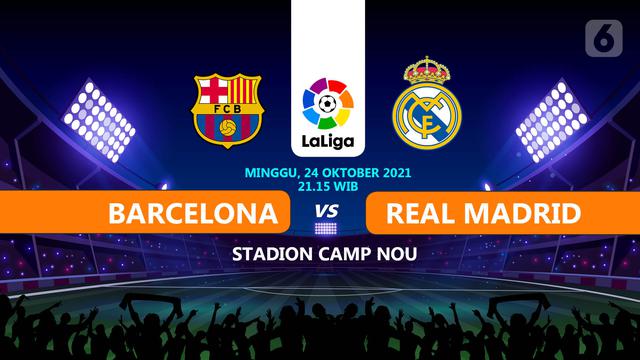 6
FCB
LaLiga
MINGGU, 24 OKTOBER 2021
21.15 WIB
BARCELONA
VS
REAL MADRID
STADION CAMP NOU